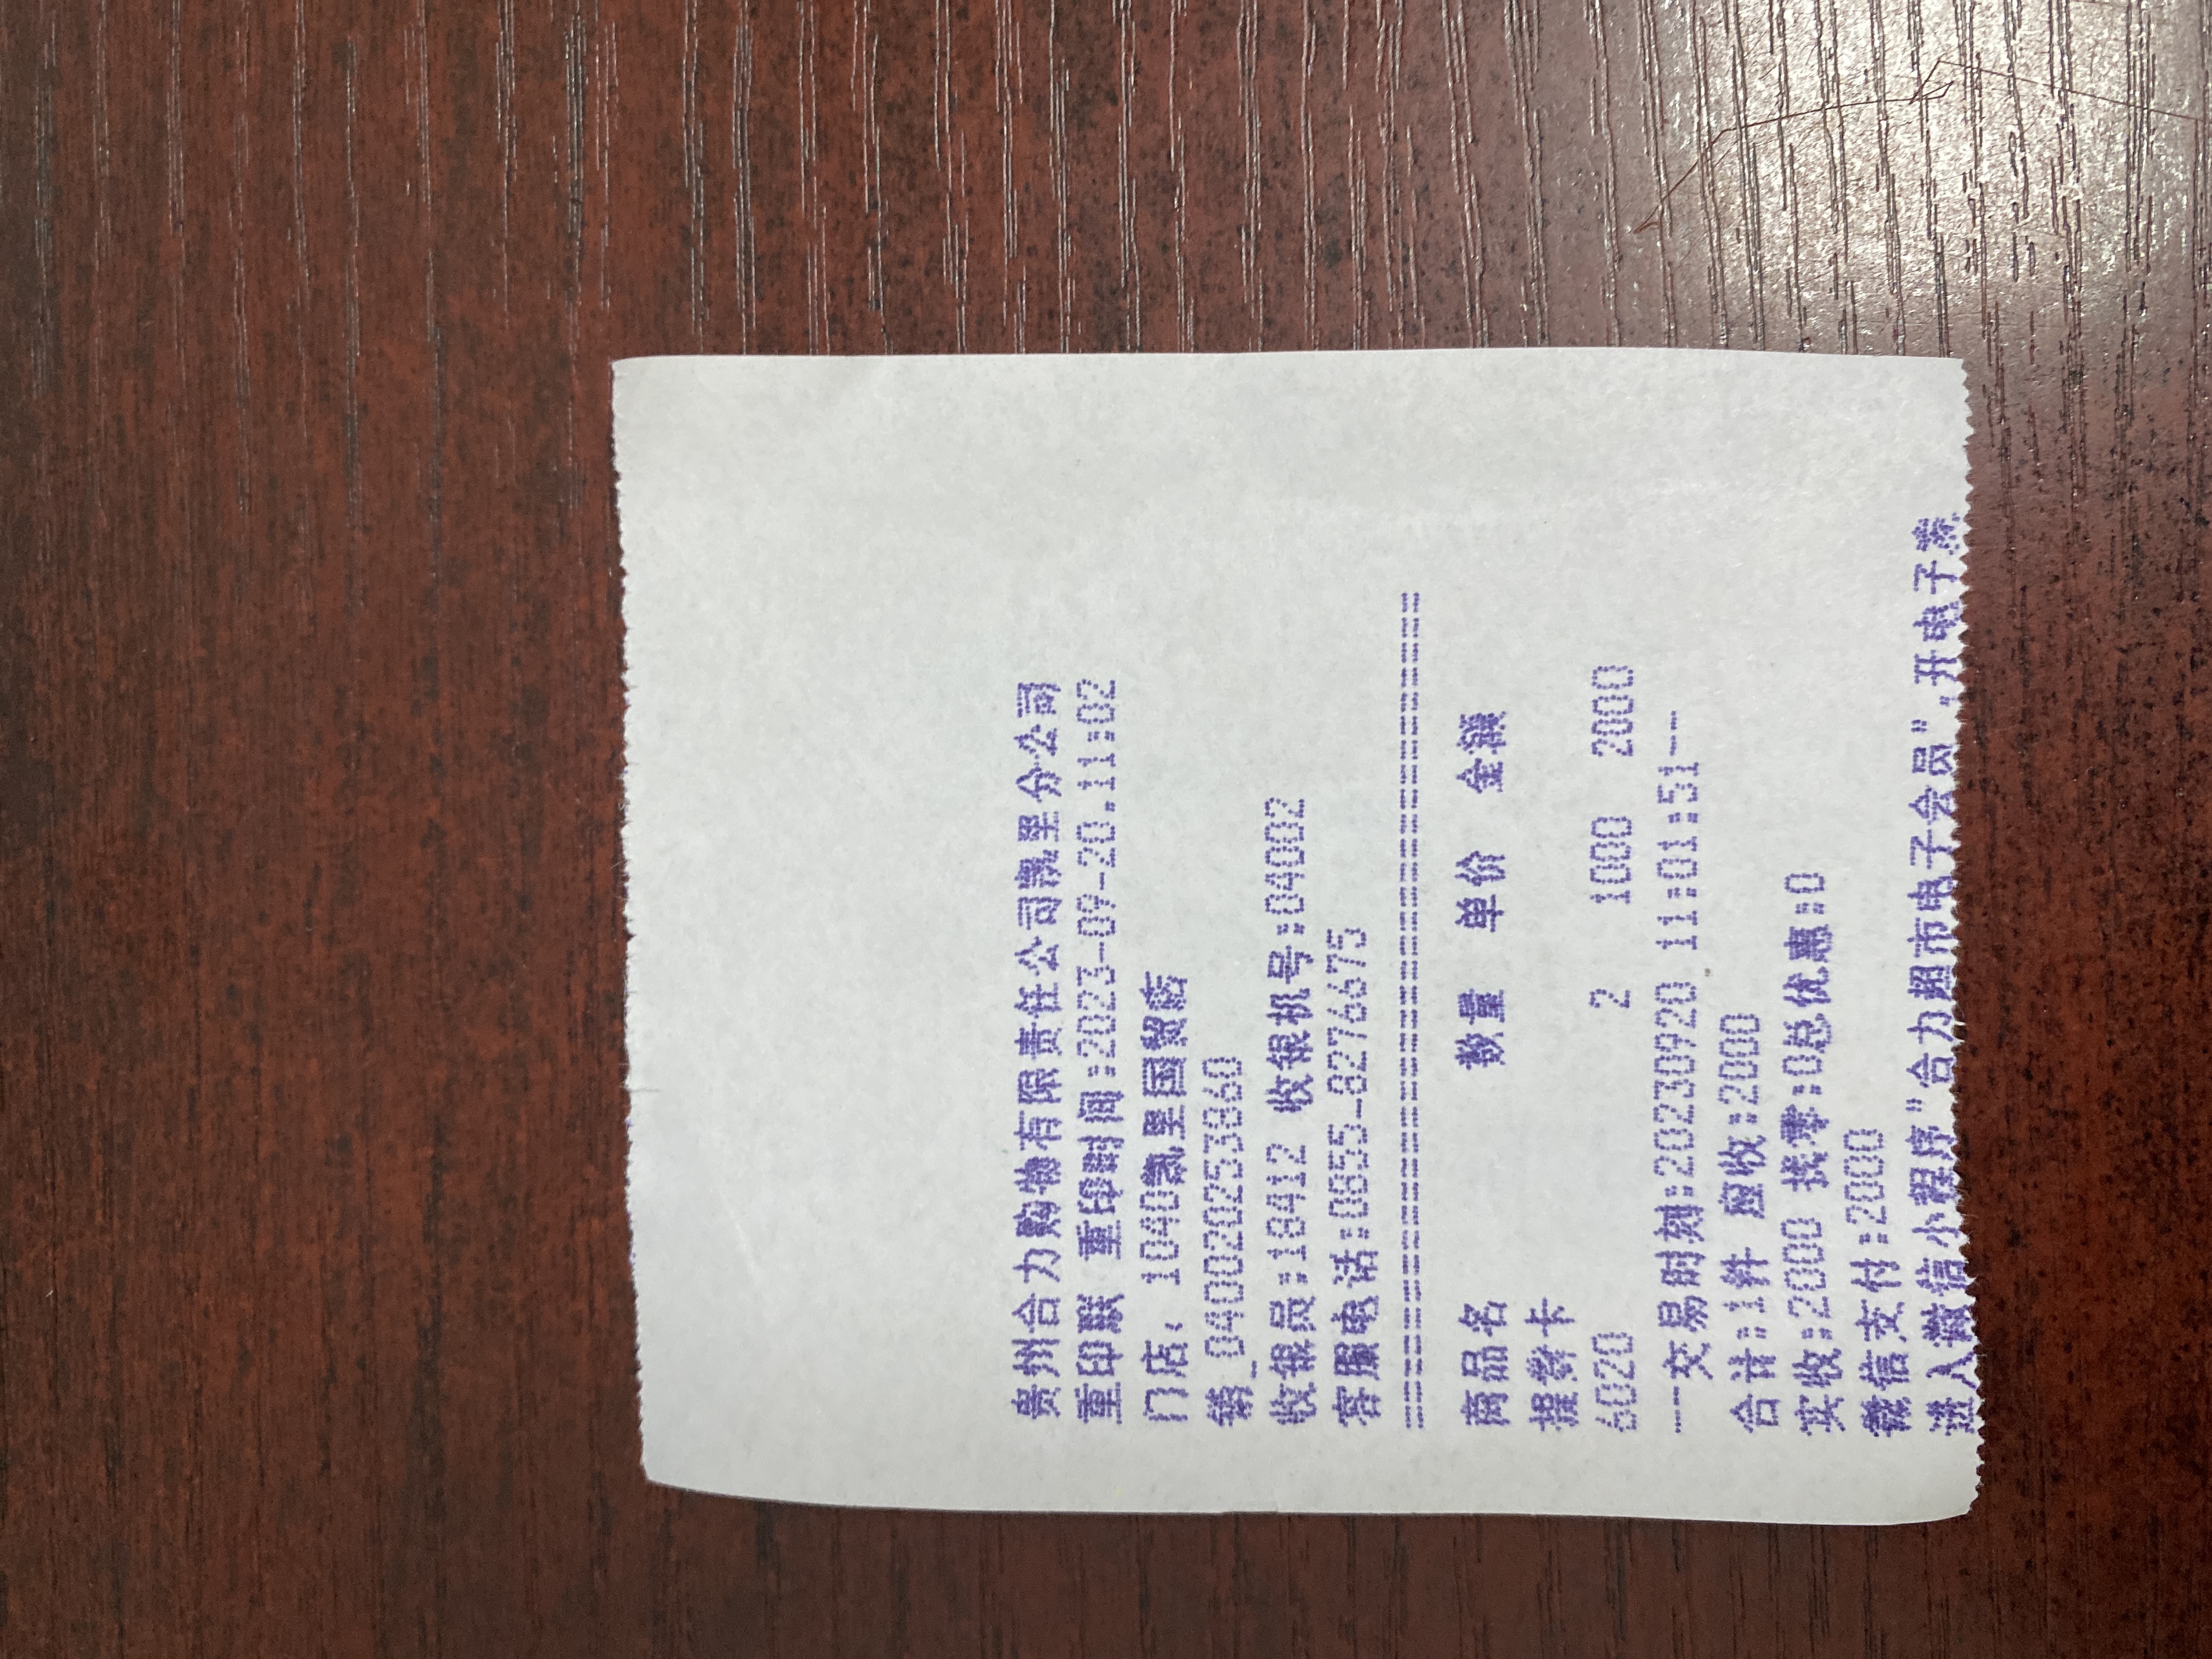 贵州合力购物有限责任公司凯里分公司
重印联 重印时间:2023-09-20.11:02
门店: 1040凯里国贸店
销_040020253860
收银员:18412 收银机号:04002
客服电话:0855-8276675
================================
商品名 数量 单价 金额
提货卡
6020 2 1000 2000
--交易时刻:20230920 11:01:51--
合计:1件 应收:2000
实收:2000 找零:0总优惠:0
微信支付:2000
进入微信小程序"合力超市电子会员",开电子票